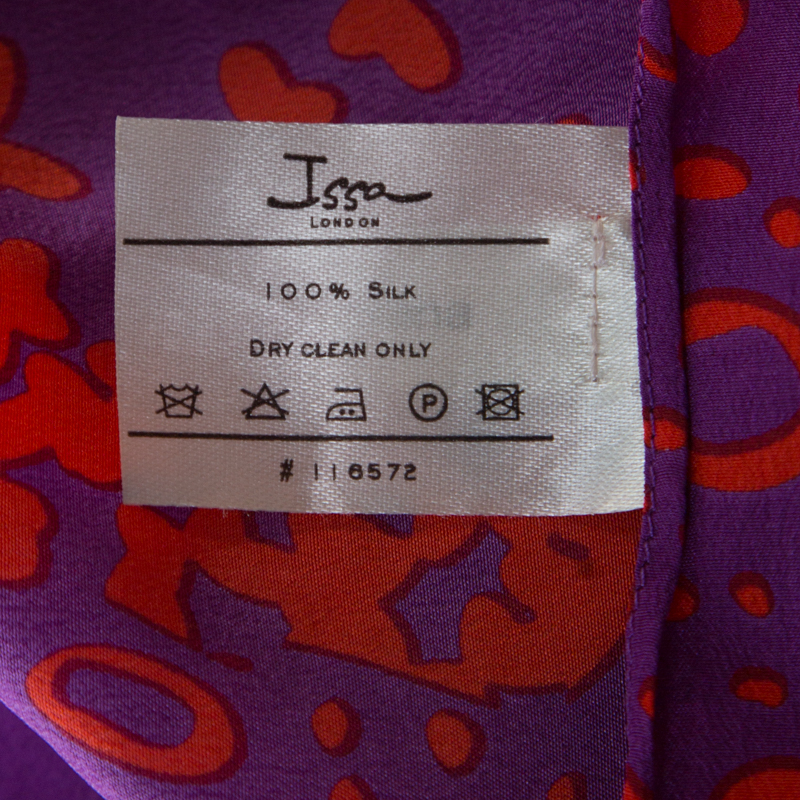 Issa
LONDON
100% SILK
DRY CLEAN ONLY
P
# 116572